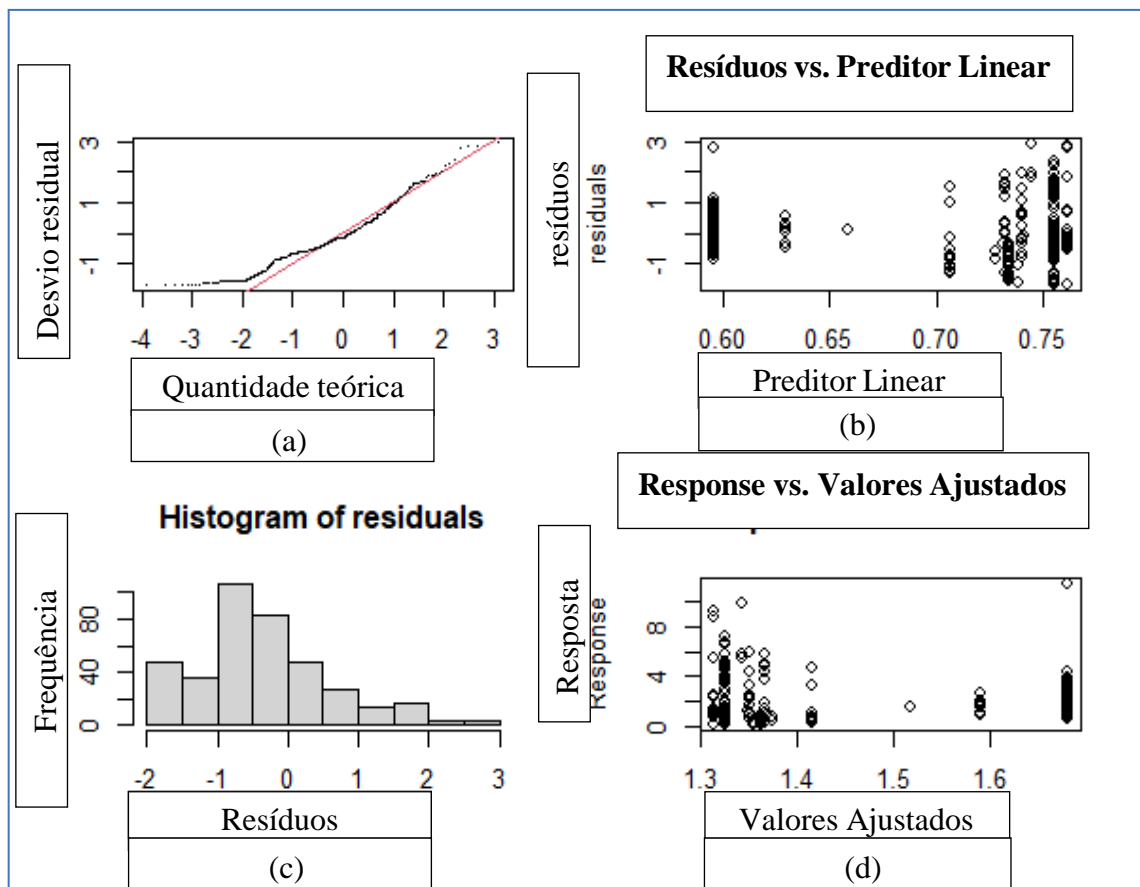 Desvio residual
3
1
-1
-4 -3 -2 -1 0 1 2 3
Quantidade teórica
(a)
Resíduos vs. Preditor Linear
resíduos
residuals
3
1
-1
0.60 0.65 0.70 0.75
Preditor Linear
(b)
Histogram of residuals
Frequência
80
40
0
-2 -1 0 1 2 3
Resíduos
(c)
Response vs. Valores Ajustados
Resposta
Response
8
4
0
1.3 1.4 1.5 1.6
Valores Ajustados
(d)